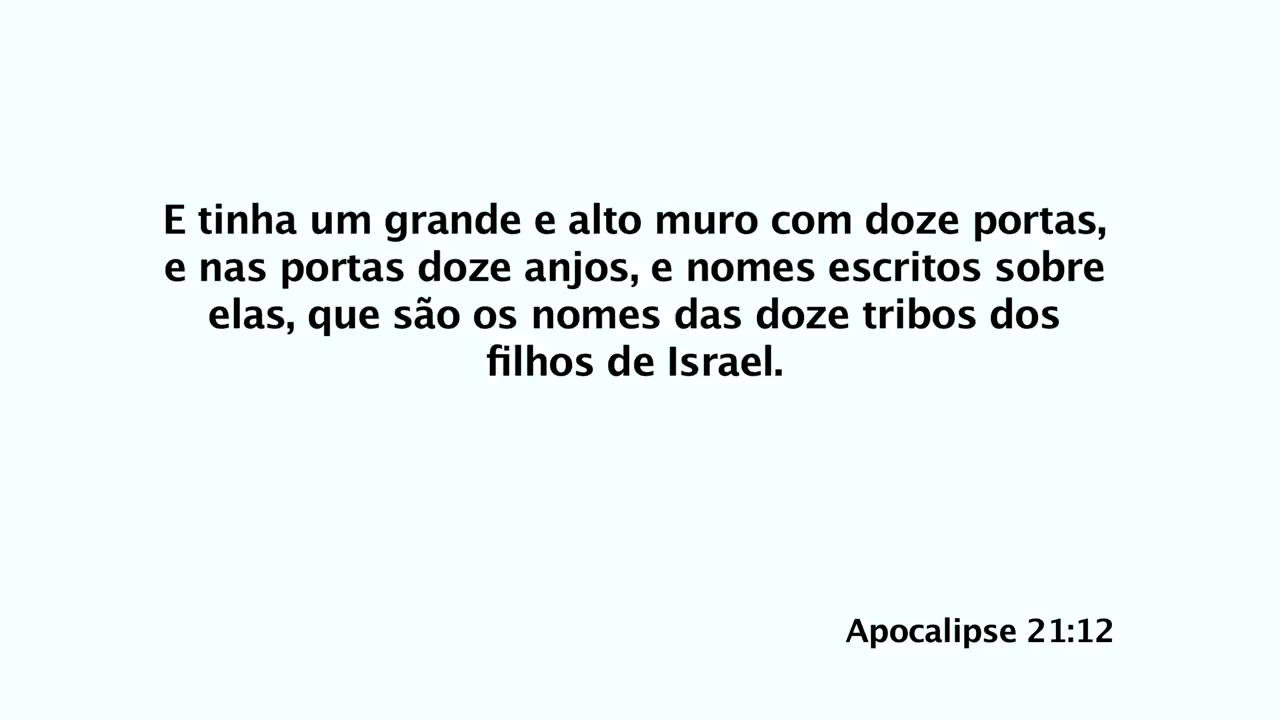 E tinha um grande e alto muro com doze portas,
e nas portas doze anjos, e nomes escritos sobre
elas, que são os nomes das doze tribos dos
filhos de Israel.
Apocalipse 21:12